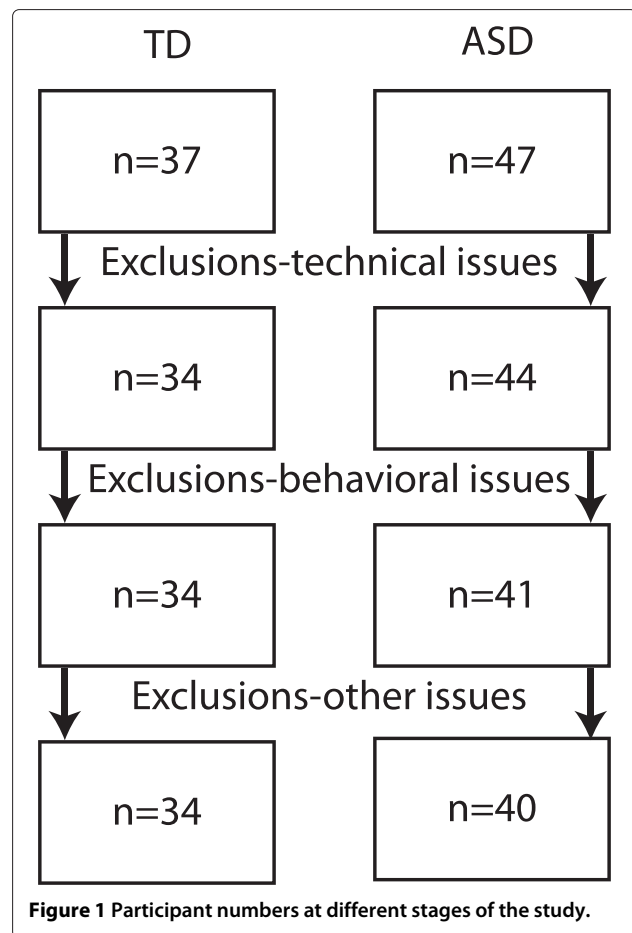 TD ASD
n=37 n=47
Exclusions-technical issues
n=34 n=44
Exclusions-behavioral issues
n=34 n=41
Exclusions-other issues
n=34 n=40
Figure 1 Participant numbers at different stages of the study.